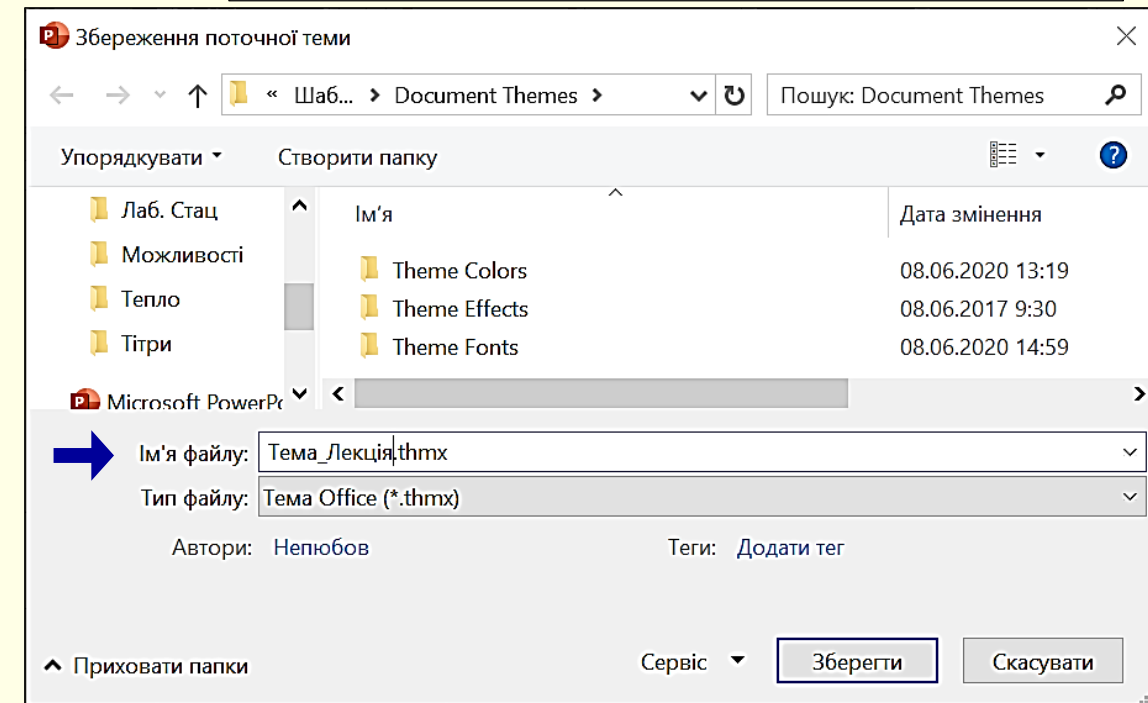 Збереження поточної теми
« Шаб... > Document Themes >
Пошук: Document Themes
Упорядкувати
Створити папку
Ім'я
Дата змінення
Лаб. Стац
Можливості
Тепло
Тітри
Microsoft PowerPo
Theme Colors 08.06.2020 13:19
Theme Effects 08.06.2017 9:30
Theme Fonts 08.06.2020 14:59
Ім'я файлу: Тема_Лекція.thmx
Тип файлу: Тема Office (*.thmx)
Автори: Непюбов
Теги: Додати тег
Приховати папки
Сервіс
Зберегти
Скасувати